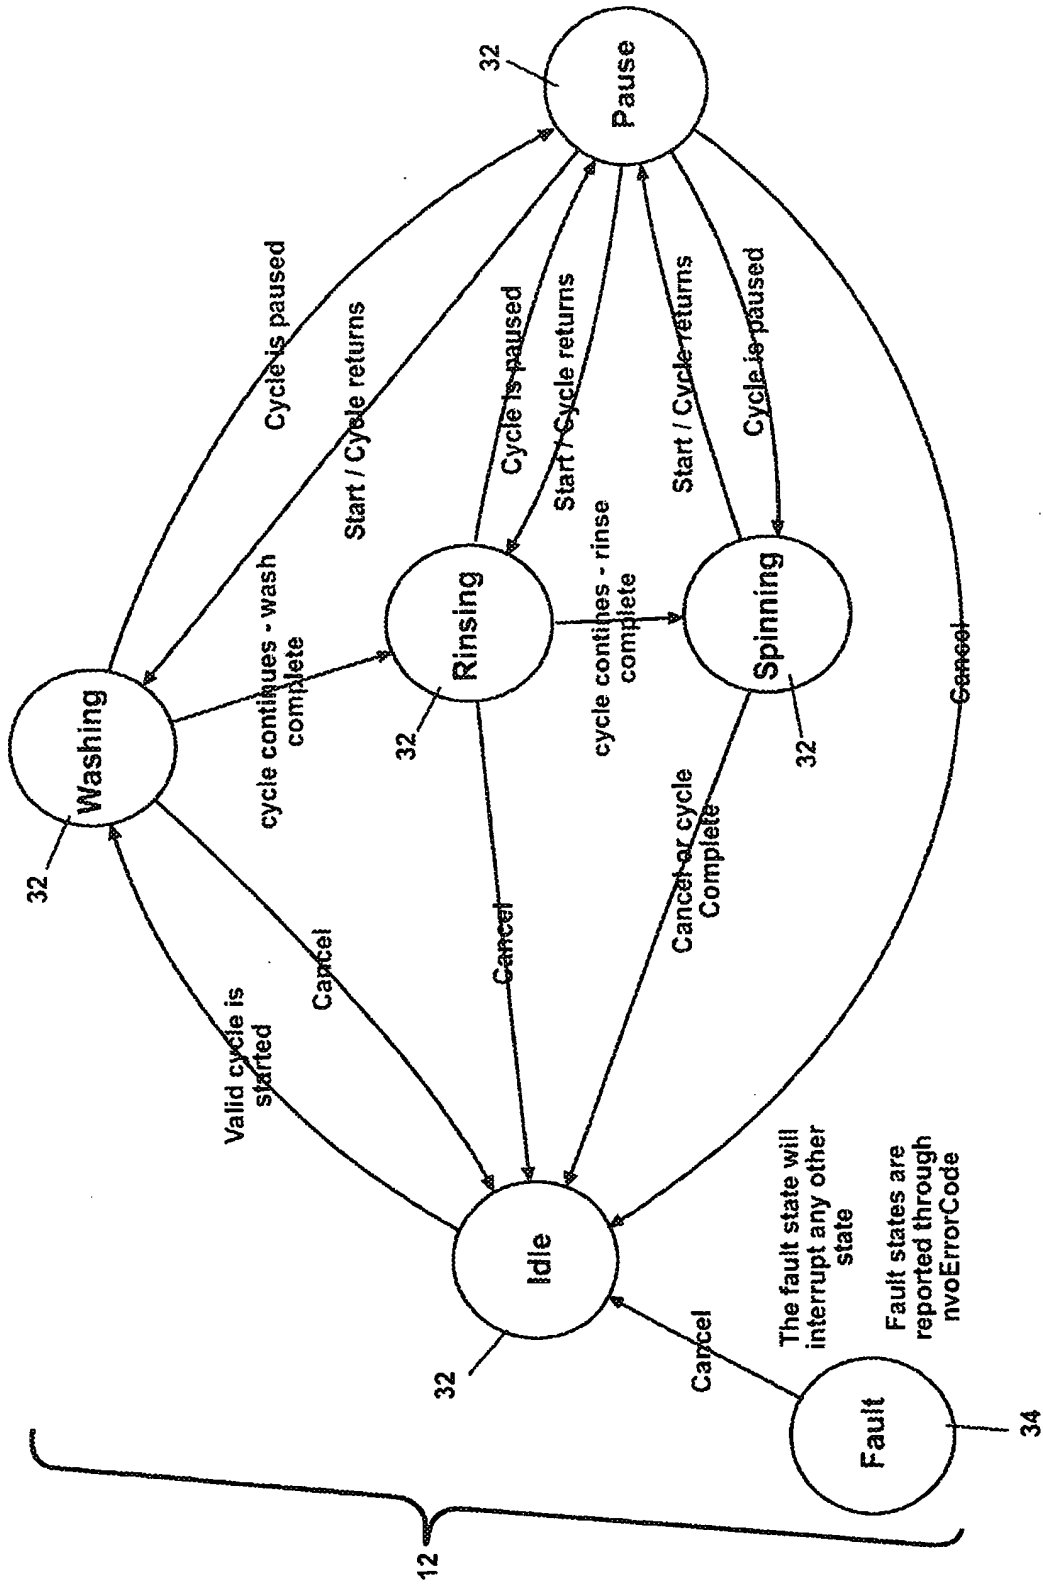 32
Washing
Valid cycle is
started
Cancel
cycle continues - wash
complete
Cycle is paused
Start / Cycle returns
12
32
Idle
Cancel
32
Rinsing
Cycle is paused
Start / Cycle returns
32
Pause
cycle contines - rinse
complete
Cancel or cycle
Complete
Start / Cycle returns
Cycle is paused
Spinning
32
Cancel
Cancel
The fault state will
interrupt any other
state
Fault states are
reported through
nvoErrorCode
Fault
34